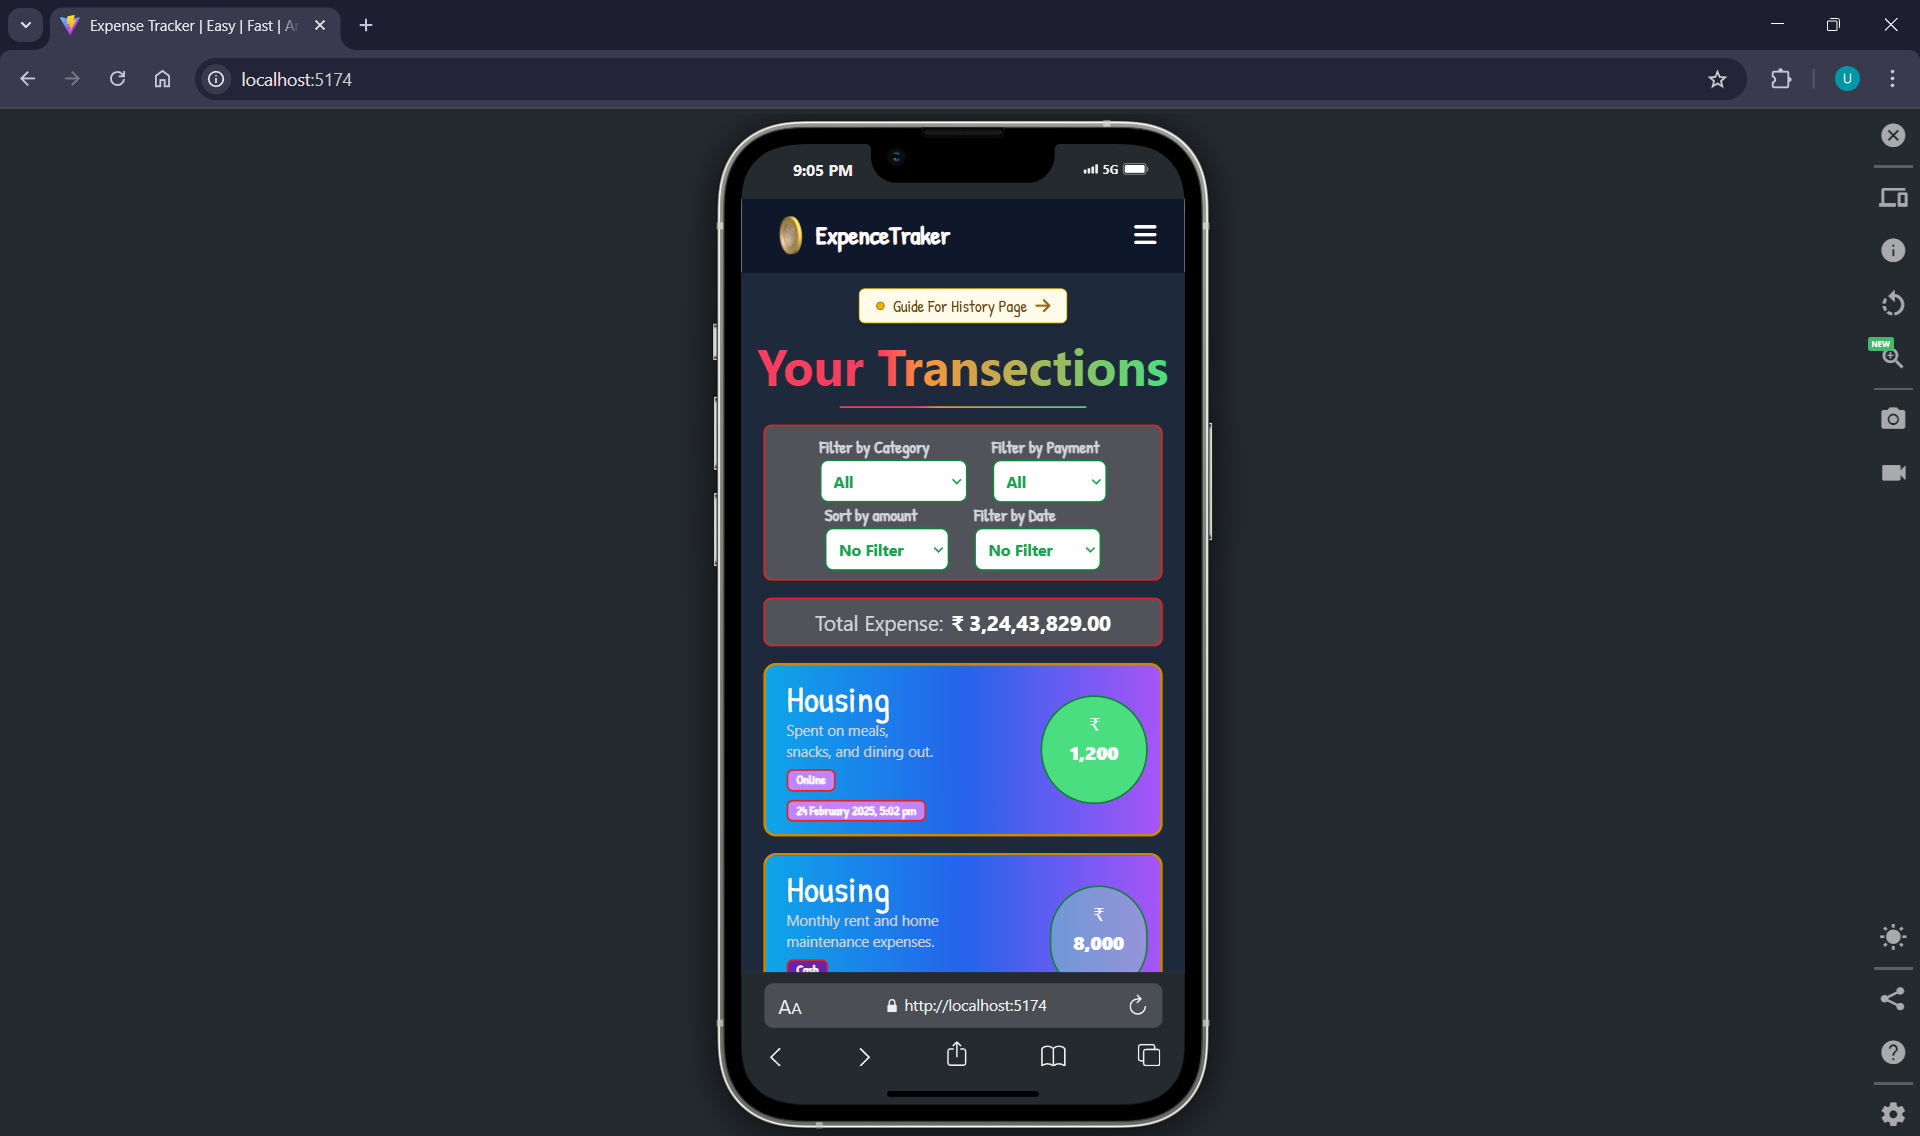 Expense Tracker | Easy | Fast | Ar
localhost:5174
U
9:05 PM
5G
ExpenceTraker
Guide For History Page
Your Transections
Filter by Category
Filter by Payment
All
All
Sort by amount
Filter by Date
No Filter
No Filter
Total Expense: ₹ 3,24,43,829.00
Housing
Spent on meals,
snacks, and dining out.
Online
24 February 2025, 5:02 pm
₹
1,200
Housing
Monthly rent and home
maintenance expenses.
Cash
₹
8,000
AA
http://localhost:5174
NEW